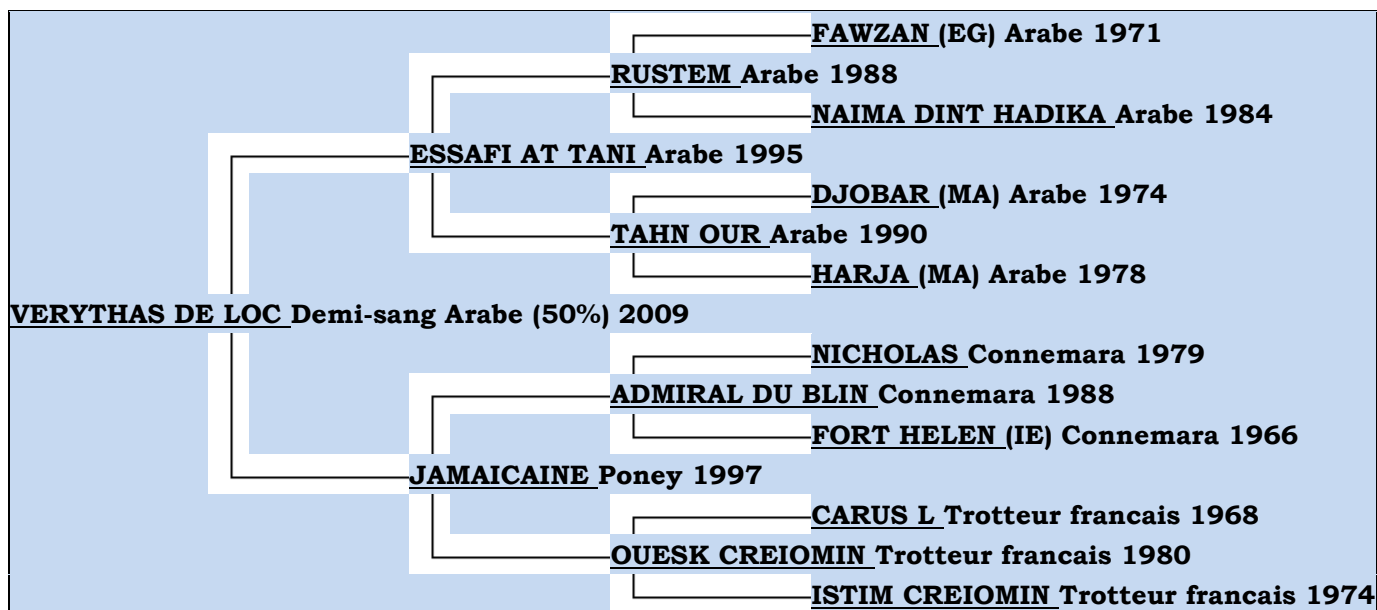 FAWZAN (EG) Arabe 1971
RUSTEM Arabe 1988
NAIMA DINT HADIKA Arabe 1984
ESSAFI AT TANI Arabe 1995
DJOBAR (MA) Arabe 1974
TAHN OUR Arabe 1990
HARJA (MA) Arabe 1978
VERYTHAS DE LOC Demi-sang Arabe (50%) 2009
NICHOLAS Connemara 1979
ADMIRAL DU BLIN Connemara 1988
FORT HELEN (IE) Connemara 1966
JAMAICAINE Poney 1997
CARUS L Trotteur francais 1968
OUESK CREIOMIN Trotteur francais 1980
ISTIM CREIOMIN Trotteur francais 1974